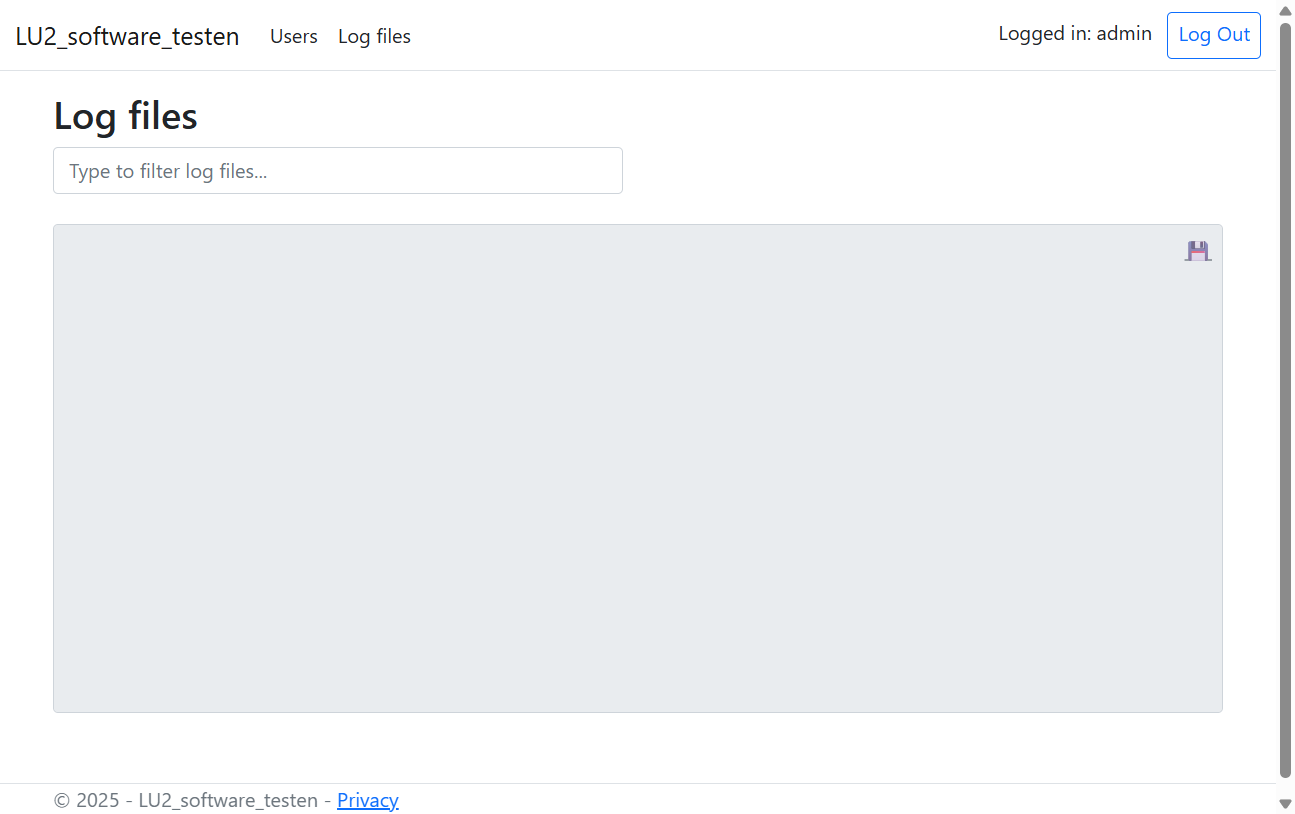 LU2_software_testen Users Log files Logged in: admin Log Out
Log files
Type to filter log files...
© 2025 - LU2_software_testen - Privacy